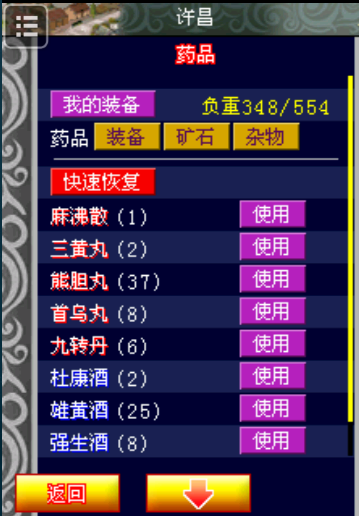 许昌
药品
我的装备 负重348/554
药品 装备 矿石 杂物
快速恢复
麻沸散(1) 使用
三黄丸(2) 使用
熊胆丸(37) 使用
首乌丸(8) 使用
九转丹(6) 使用
杜康酒(2) 使用
雄黄酒(25) 使用
强生酒(8) 使用
返回